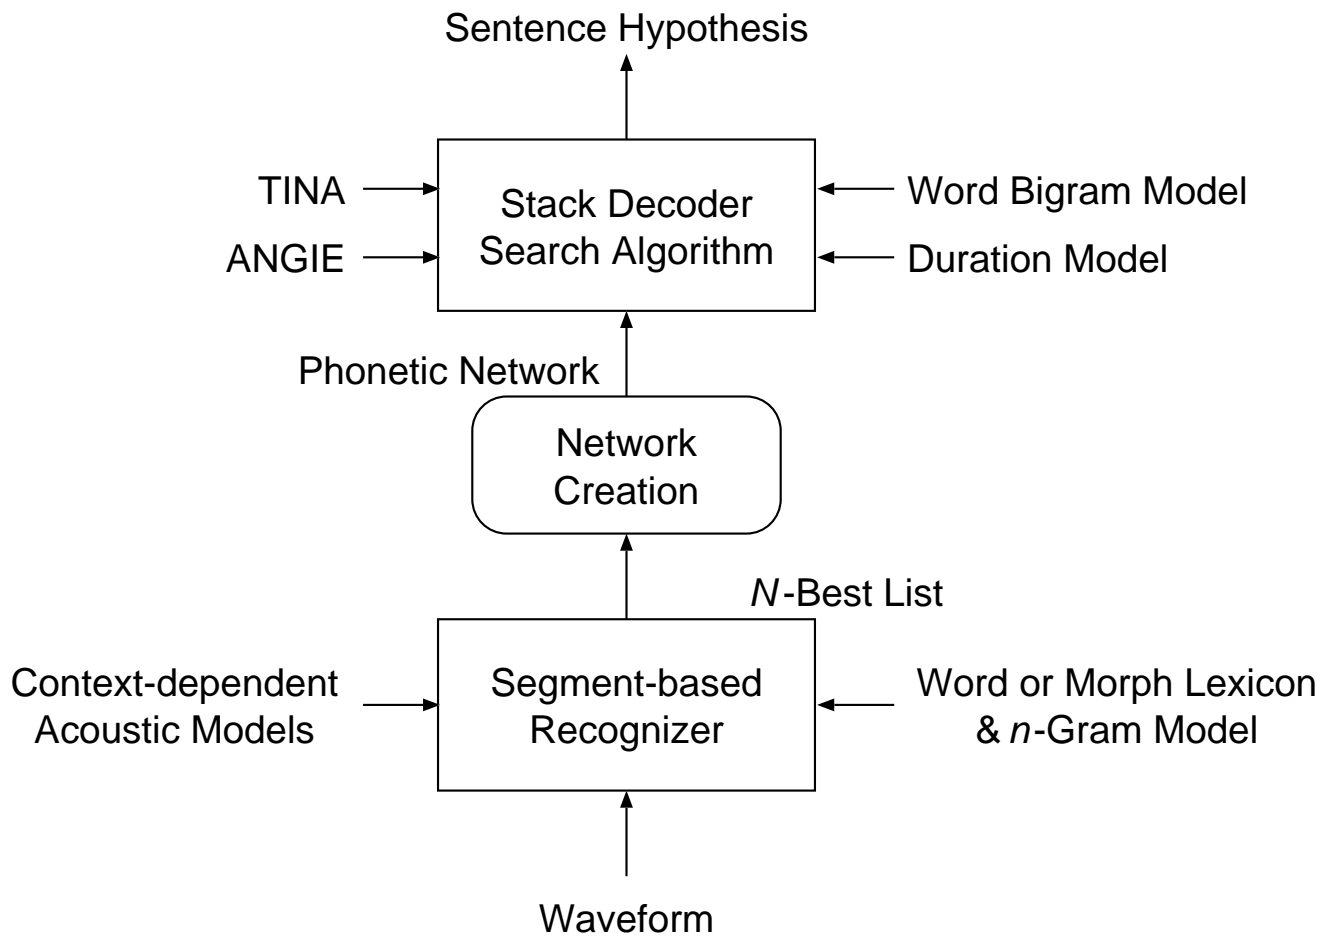 Sentence Hypothesis
TINA
ANGIE
Stack Decoder
Search Algorithm
Word Bigram Model
Duration Model
Phonetic Network
Network
Creation
N-Best List
Context-dependent
Acoustic Models
Segment-based
Recognizer
Word or Morph Lexicon
& n-Gram Model
Waveform